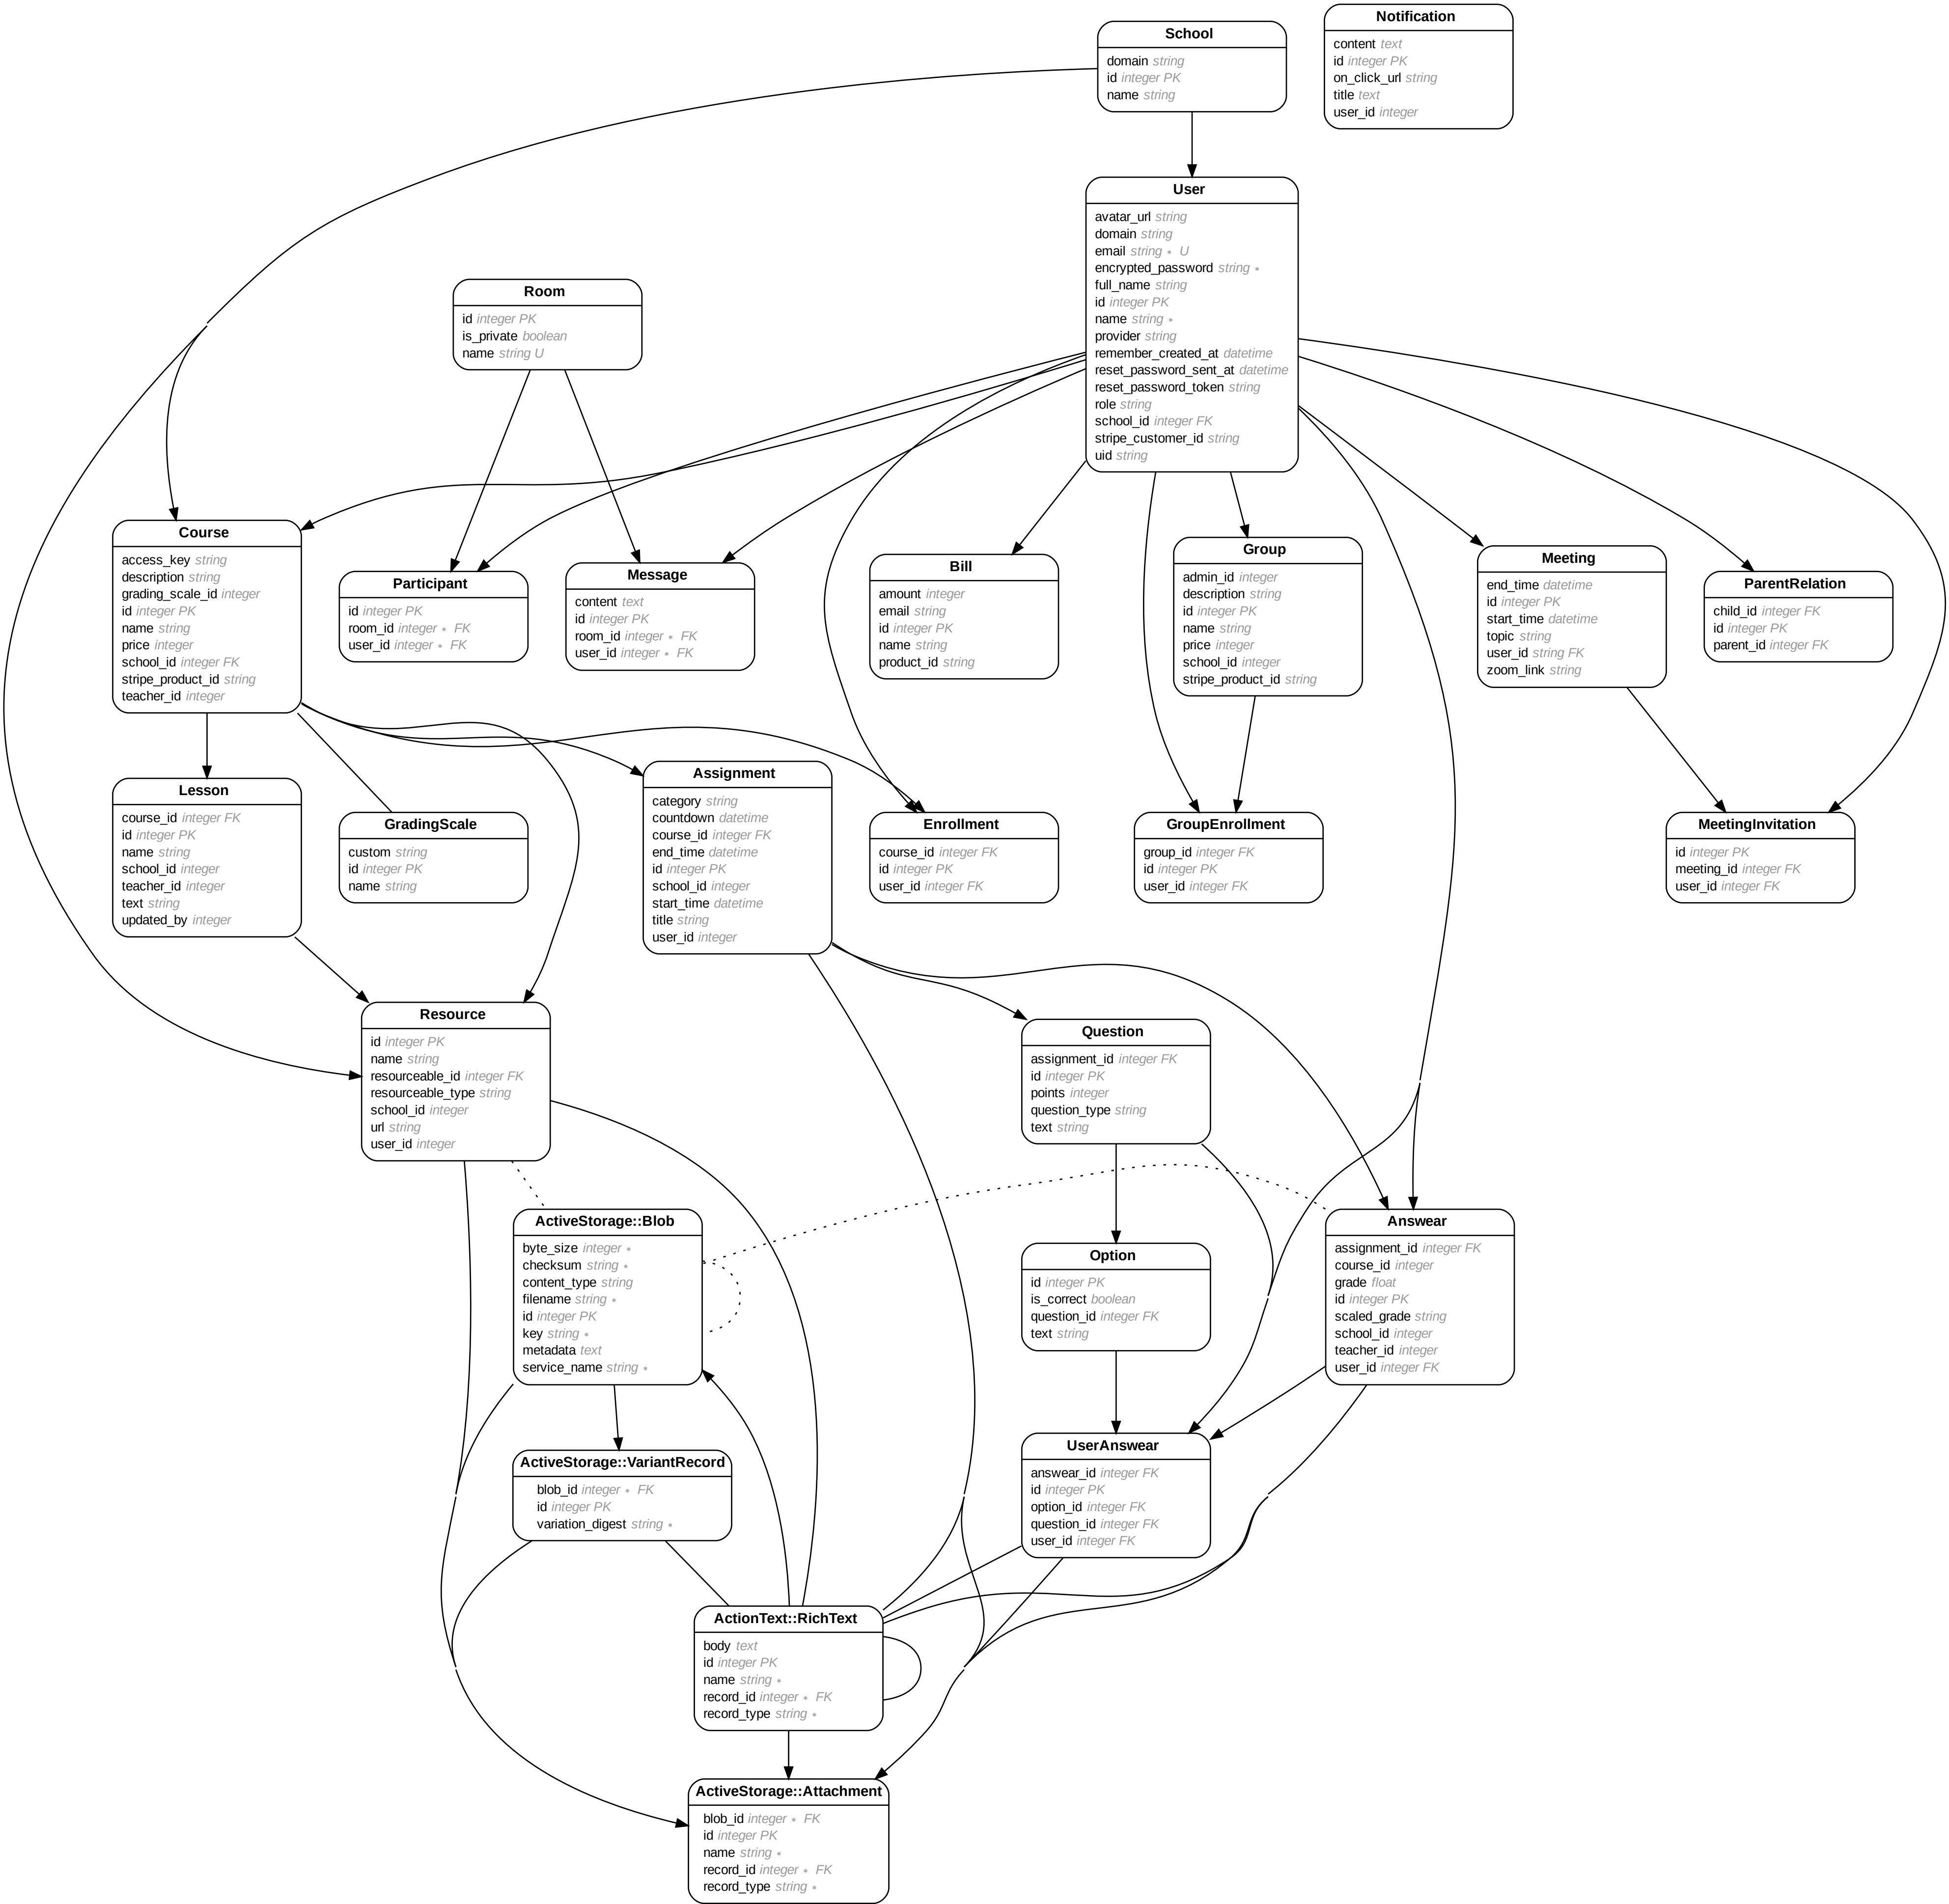 Notification
content text
id integer PK
on_click_url string
title text
user_id integer
School
domain string
id integer PK
name string
User
avatar_url string
domain string
email string ∗ U
encrypted_password string ∗
full_name string
id integer PK
name string ∗
provider string
remember_created_at datetime
reset_password_sent_at datetime
reset_password_token string
role string
school_id integer FK
stripe_customer_id string
uid string
Room
id integer PK
is_private boolean
name string U
Course
access_key string
description string
grading_scale_id integer
id integer PK
name string
price integer
school_id integer FK
stripe_product_id string
teacher_id integer
Participant
id integer PK
room_id integer ∗ FK
user_id integer ∗ FK
Message
content text
id integer PK
room_id integer ∗ FK
user_id integer ∗ FK
Bill
amount integer
email string
id integer PK
name string
product_id string
Group
admin_id integer
description string
id integer PK
name string
price integer
school_id integer
stripe_product_id string
Meeting
end_time datetime
id integer PK
start_time datetime
topic string
user_id string FK
zoom_link string
ParentRelation
child_id integer FK
id integer PK
parent_id integer FK
Lesson
course_id integer FK
id integer PK
name string
school_id integer
teacher_id integer
text string
updated_by integer
GradingScale
custom string
id integer PK
name string
Assignment
category string
countdown datetime
course_id integer FK
end_time datetime
id integer PK
school_id integer
start_time datetime
title string
user_id integer
Enrollment
course_id integer FK
id integer PK
user_id integer FK
GroupEnrollment
group_id integer FK
id integer PK
user_id integer FK
MeetingInvitation
id integer PK
meeting_id integer FK
user_id integer FK
Resource
id integer PK
name string
resourceable_id integer FK
resourceable_type string
school_id integer
url string
user_id integer
Question
assignment_id integer FK
id integer PK
points integer
question_type string
text string
ActiveStorage::Blob
byte_size integer ∗
checksum string ∗
content_type string
filename string ∗
id integer PK
key string ∗
metadata text
service_name string ∗
Option
id integer PK
is_correct boolean
question_id integer FK
text string
Answear
assignment_id integer FK
course_id integer
grade float
id integer PK
scaled_grade string
school_id integer
teacher_id integer
user_id integer FK
ActiveStorage::VariantRecord
blob_id integer ∗ FK
id integer PK
variation_digest string ∗
UserAnswear
answear_id integer FK
id integer PK
option_id integer FK
question_id integer FK
user_id integer FK
ActionText::RichText
body text
id integer PK
name string ∗
record_id integer ∗ FK
record_type string ∗
ActiveStorage::Attachment
blob_id integer ∗ FK
id integer PK
name string ∗
record_id integer ∗ FK
record_type string ∗